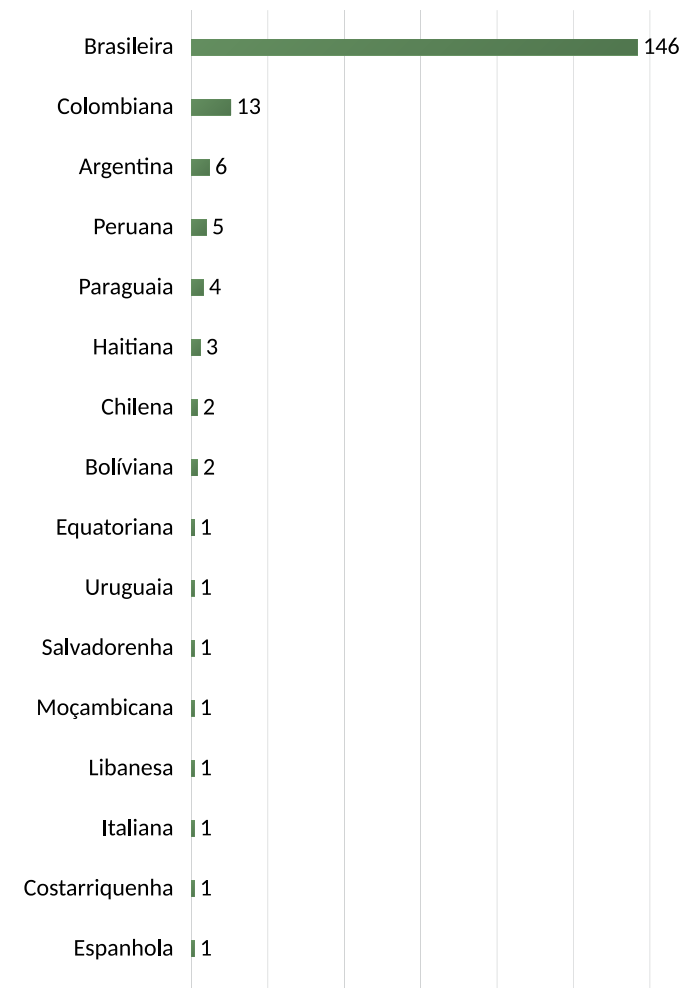 Brasileira 146
Colombiana 13
Argentina 6
Peruana 5
Paraguaia 4
Haitiana 3
Chilena 2
Bolíviana 2
Equatoriana 1
Uruguaia 1
Salvadorenha 1
Moçambicana 1
Libanesa 1
Italiana 1
Costarriquenha 1
Espanhola 1